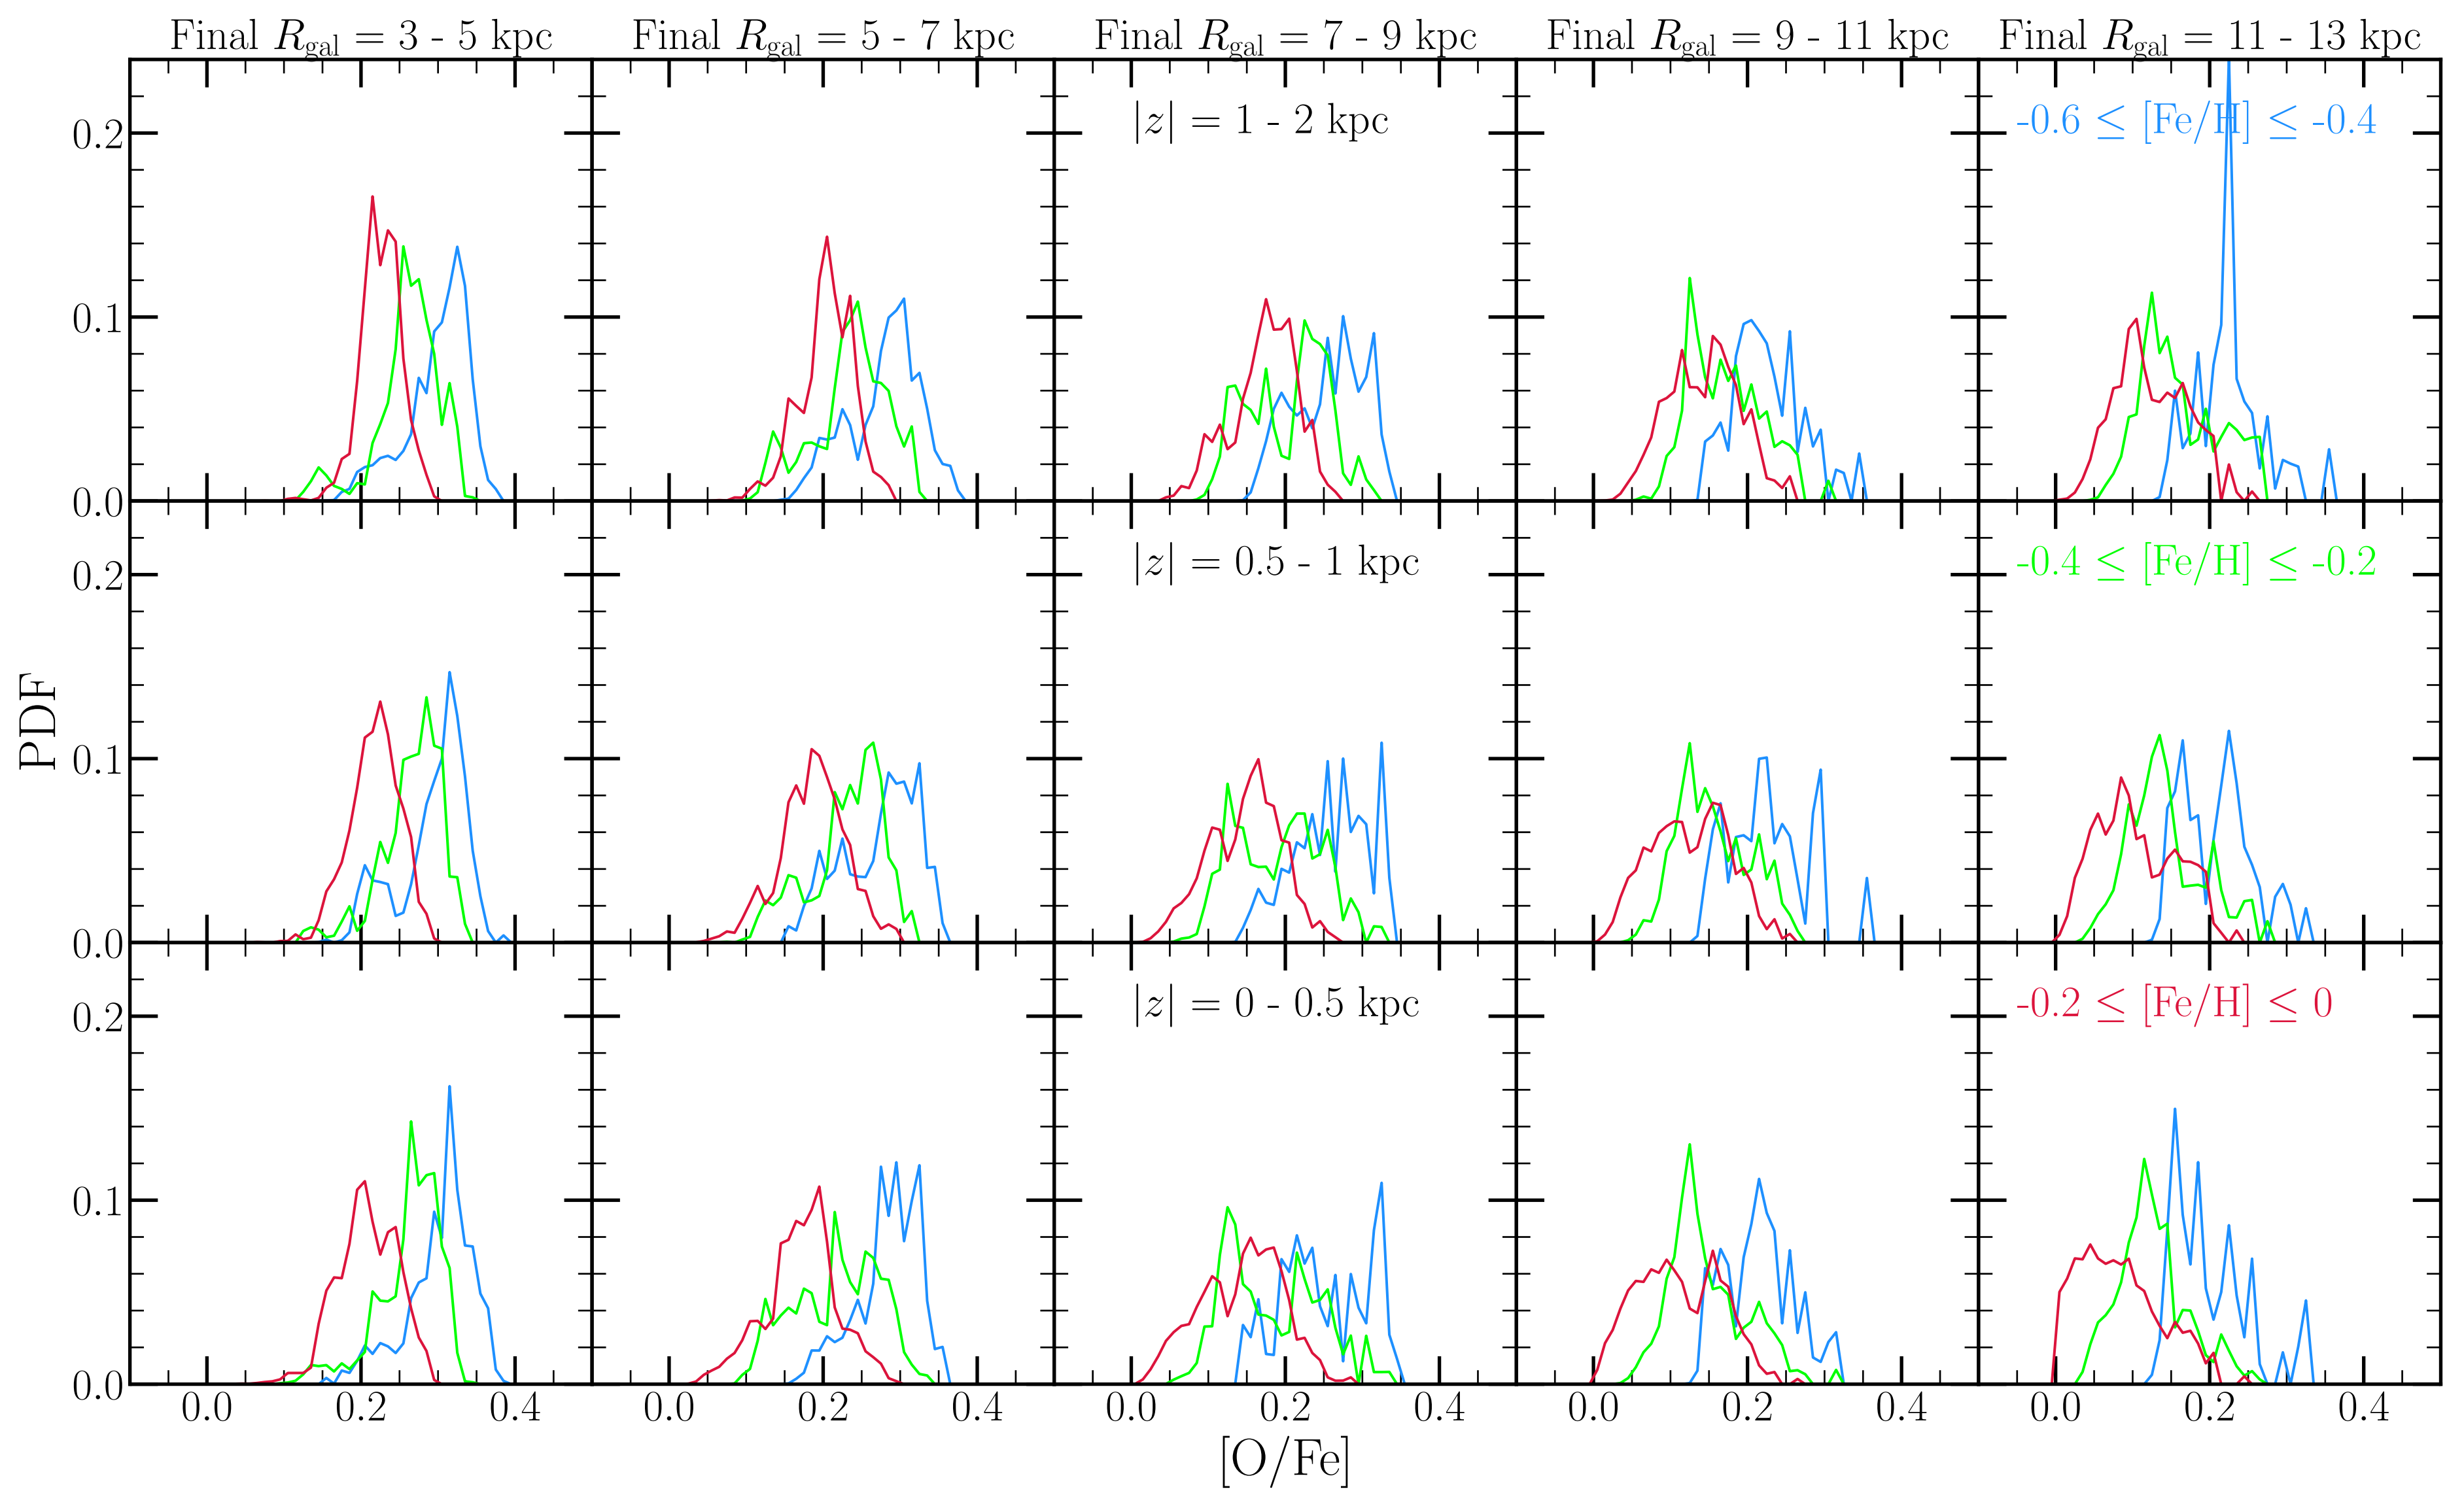 Final R_gal = 3 - 5 kpc
Final R_gal = 5 - 7 kpc
Final R_gal = 7 - 9 kpc
Final R_gal = 9 - 11 kpc
Final R_gal = 11 - 13 kpc
|z| = 1 - 2 kpc
-0.6 ≤ [Fe/H] ≤ -0.4
0.2
0.1
0.0
|z| = 0.5 - 1 kpc
-0.4 ≤ [Fe/H] ≤ -0.2
0.2
0.1
0.0
PDF
|z| = 0 - 0.5 kpc
-0.2 ≤ [Fe/H] ≤ 0
0.2
0.1
0.0
0.0 0.2 0.4
0.0 0.2 0.4
0.0 0.2 0.4
0.0 0.2 0.4
0.0 0.2 0.4
[O/Fe]